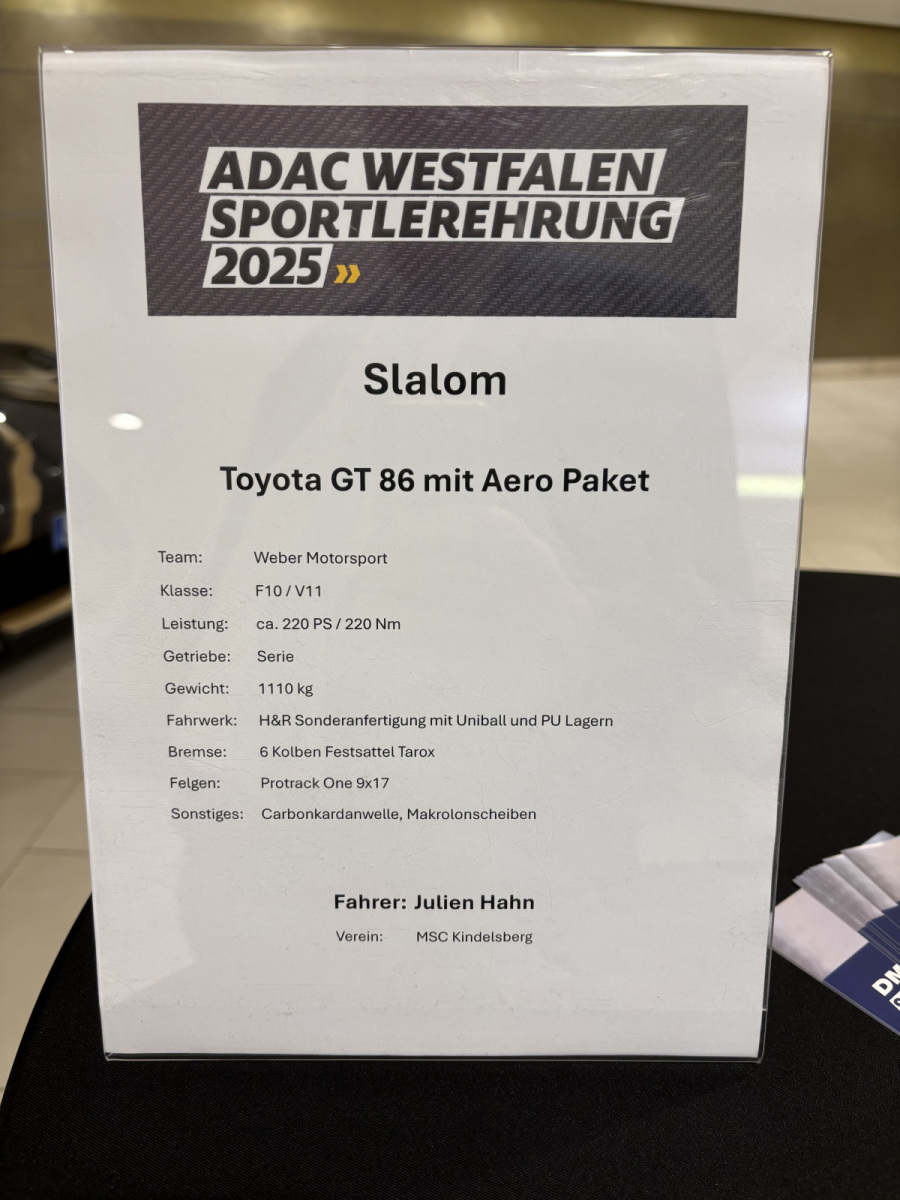 ADAC WESTFALEN
SPORTLEREHRUNG
2025
Slalom
Toyota GT 86 mit Aero Paket
Team: Weber Motorsport
Klasse: F10 / V11
Leistung: ca. 220 PS / 220 Nm
Getriebe: Serie
Gewicht: 1110 kg
Fahrwerk: H&R Sonderanfertigung mit Uniball und PU Lagern
Bremse: 6 Kolben Festsattel Tarox
Felgen: Protrack One 9x17
Sonstiges: Carbonkardanwelle, Makrolonscheiben
Fahrer: Julien Hahn
Verein: MSC Kindelsberg